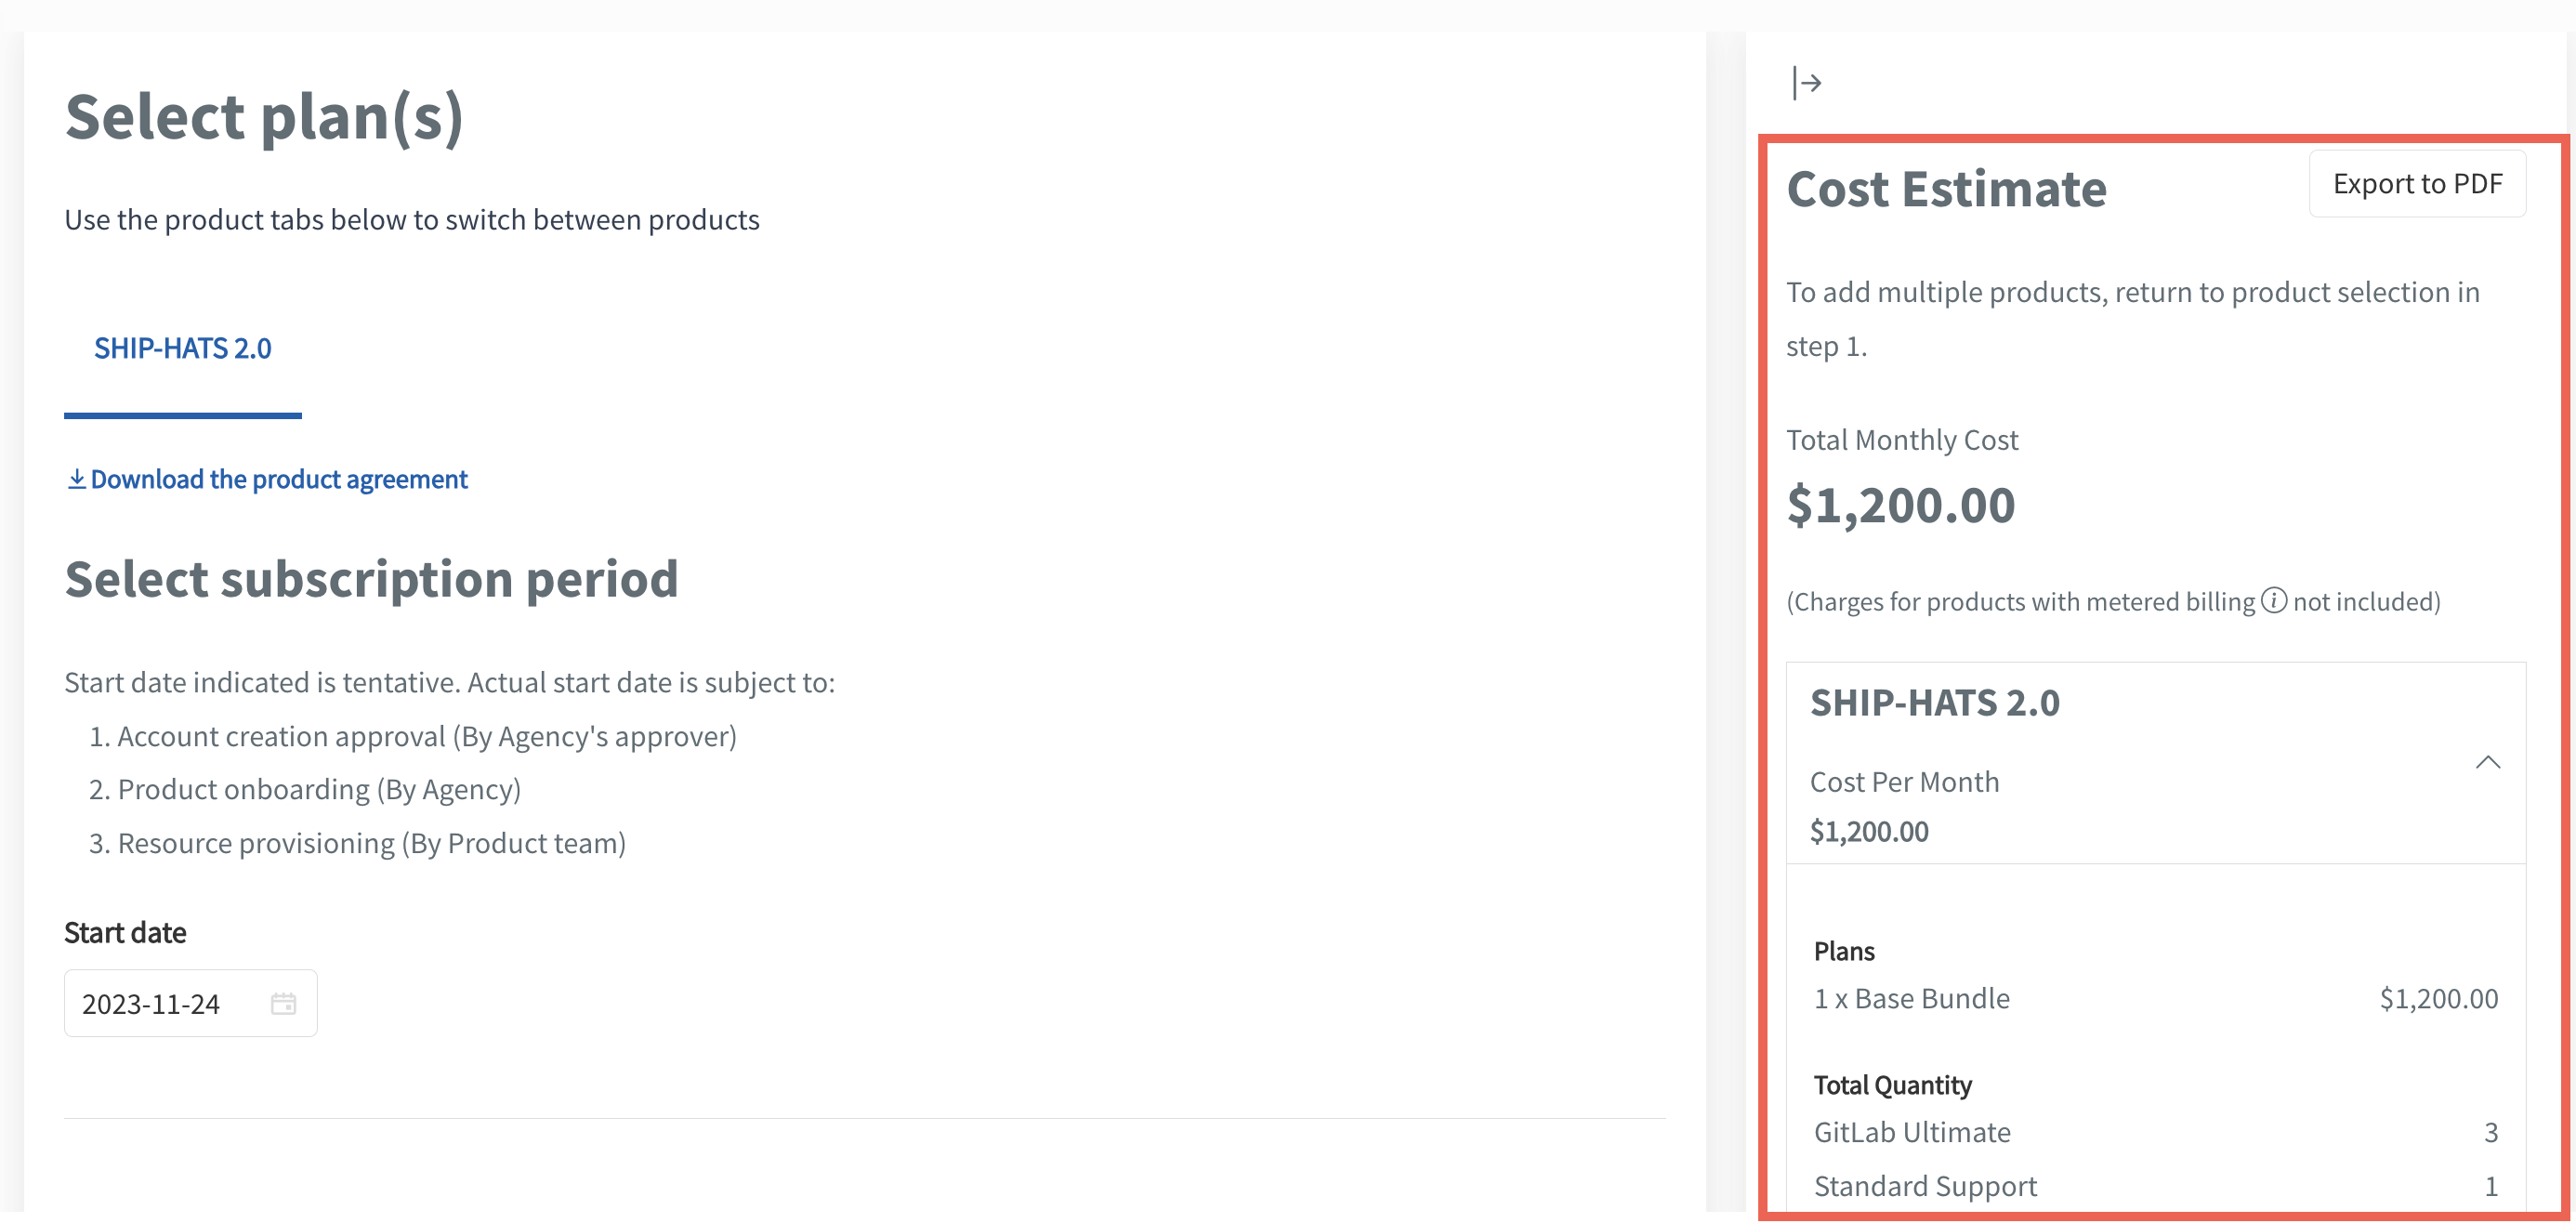 Select plan(s)
Use the product tabs below to switch between products
SHIP-HATS 2.0
Download the product agreement
Select subscription period
Start date indicated is tentative. Actual start date is subject to:
1. Account creation approval (By Agency's approver)
2. Product onboarding (By Agency)
3. Resource provisioning (By Product team)
Start date
2023-11-24
Cost Estimate
Export to PDF
To add multiple products, return to product selection in
step 1.
Total Monthly Cost
$1,200.00
(Charges for products with metered billing not included)
SHIP-HATS 2.0
Cost Per Month
$1,200.00
Plans
1 x Base Bundle $1,200.00
Total Quantity
GitLab Ultimate 3
Standard Support 1